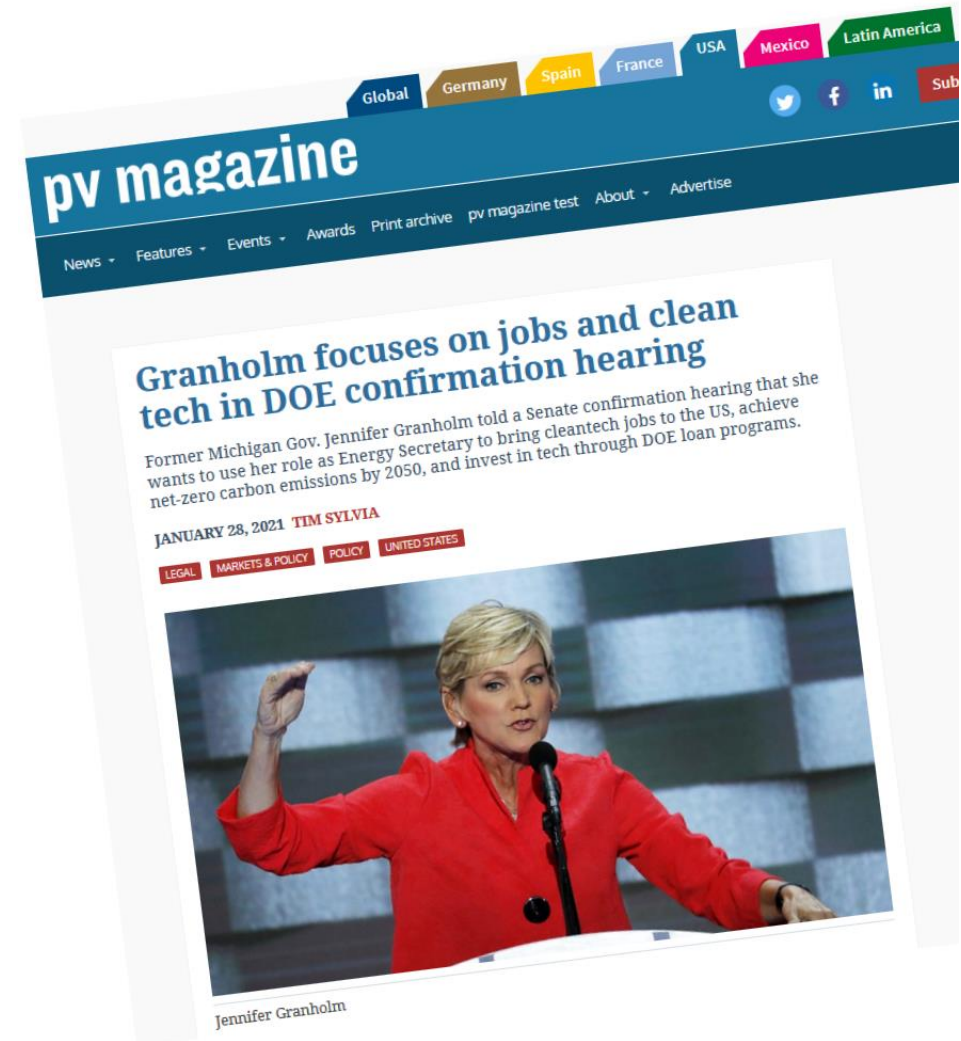 Global Germany Spain France USA Mexico Latin America
pv magazine
in
News Features Events Awards Print archive pv magazine test About Advertise
Granholm focuses on jobs and clean
tech in DOE confirmation hearing
Former Michigan Gov. Jennifer Granholm told a Senate confirmation hearing that she
wants to use her role as Energy Secretary to bring cleantech jobs to the US, achieve
net-zero carbon emissions by 2050, and invest in tech through DOE loan programs.
JANUARY 28, 2021 TIM SYLVIA
LEGAL MARKETS & POLICY POLICY UNITED STATES
Jennifer Granholm